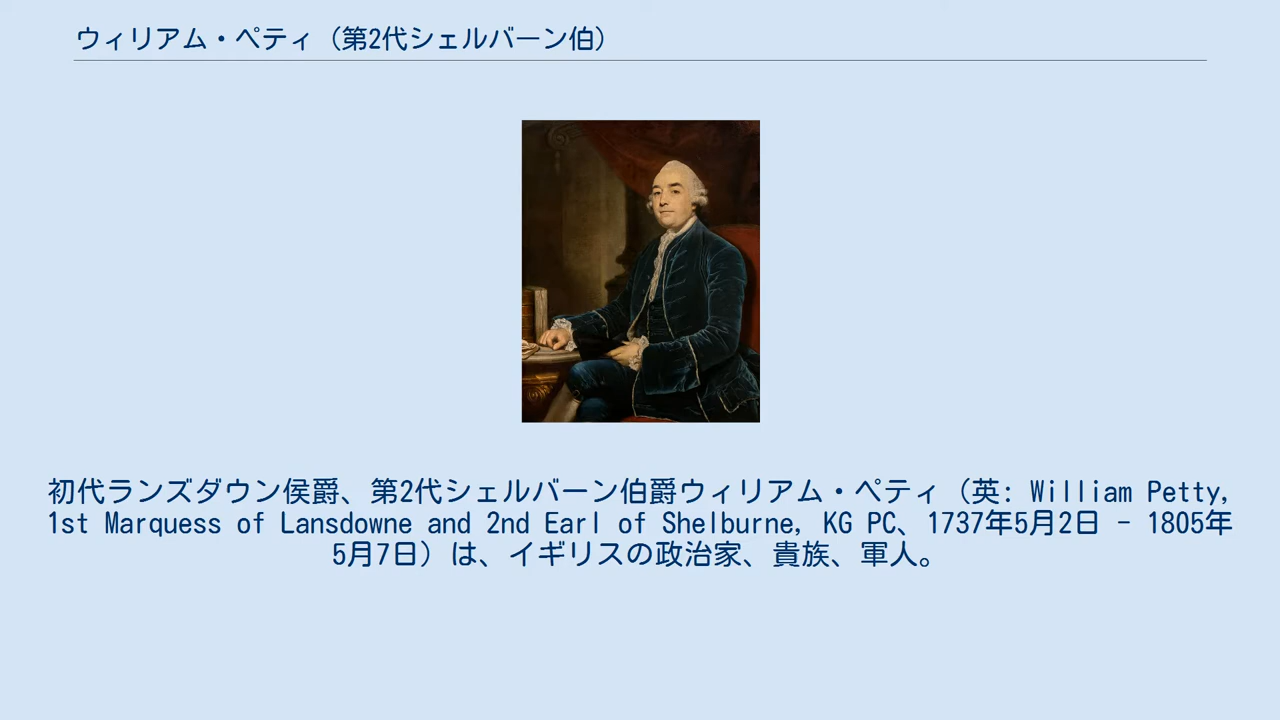 ウィリアム・ペティ（第2代シェルバーン伯）
初代ランズダウン侯爵、第2代シェルバーン伯爵ウィリアム・ペティ（英: William Petty,
1st Marquess of Lansdowne and 2nd Earl of Shelburne, KG PC、1737年5月2日 - 1805年
5月7日）は、イギリスの政治家、貴族、軍人。